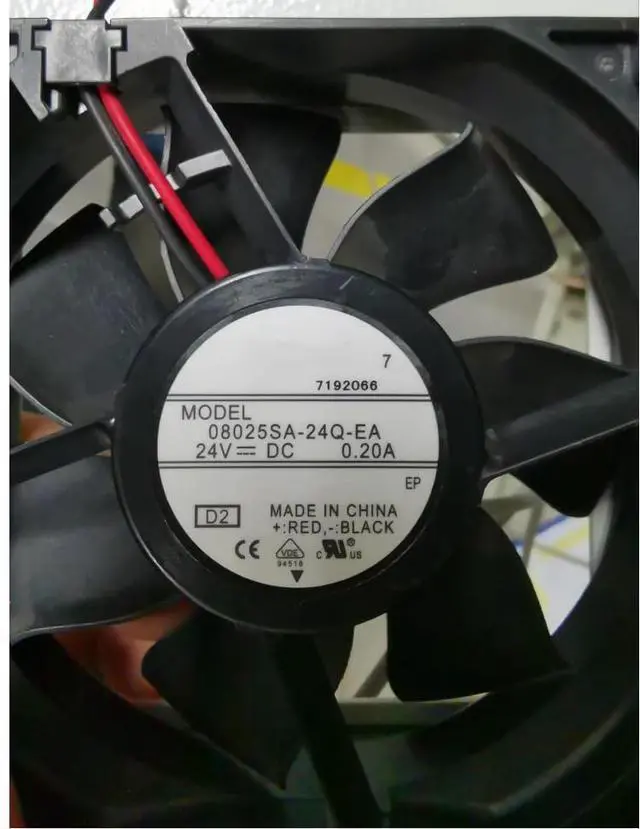 7
7192066
MODEL
08025SA-24Q-EA
24V ⎓ DC 0.20A
EP
D2
MADE IN CHINA
+:RED,-:BLACK
CE VDE c RU® US
94518